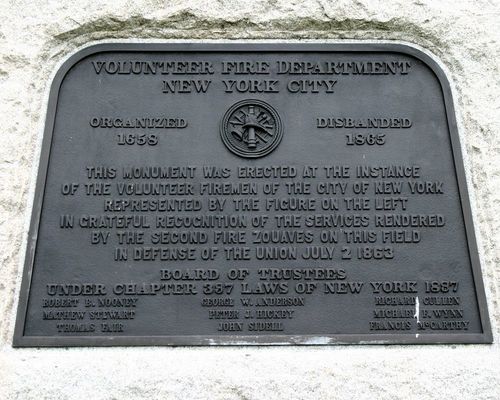 VOLUNTEER FIRE DEPARTMENT
NEW YORK CITY
ORGANIZED DISBANDED
1658 1865
THIS MONUMENT WAS ERECTED AT THE INSTANCE
OF THE VOLUNTEER FIREMEN OF THE CITY OF NEW YORK
REPRESENTED BY THE FIGURE ON THE LEFT
IN GRATEFUL RECOGNITION OF THE SERVICES RENDERED
BY THE SECOND FIRE ZOUAVES ON THIS FIELD
IN DEFENSE OF THE UNION JULY 2 1863
BOARD OF TRUSTEES
UNDER CHAPTER 397 LAWS OF NEW YORK 1887
ROBERT B. NOONEY GEORGE W. ANDERSON RICHARD CULLEN
MATHEW STEWART PETER J. HICKEY MICHAEL F. WYNN
THOMAS FAIR JOHN SIDELL FRANCIS McCARTHY